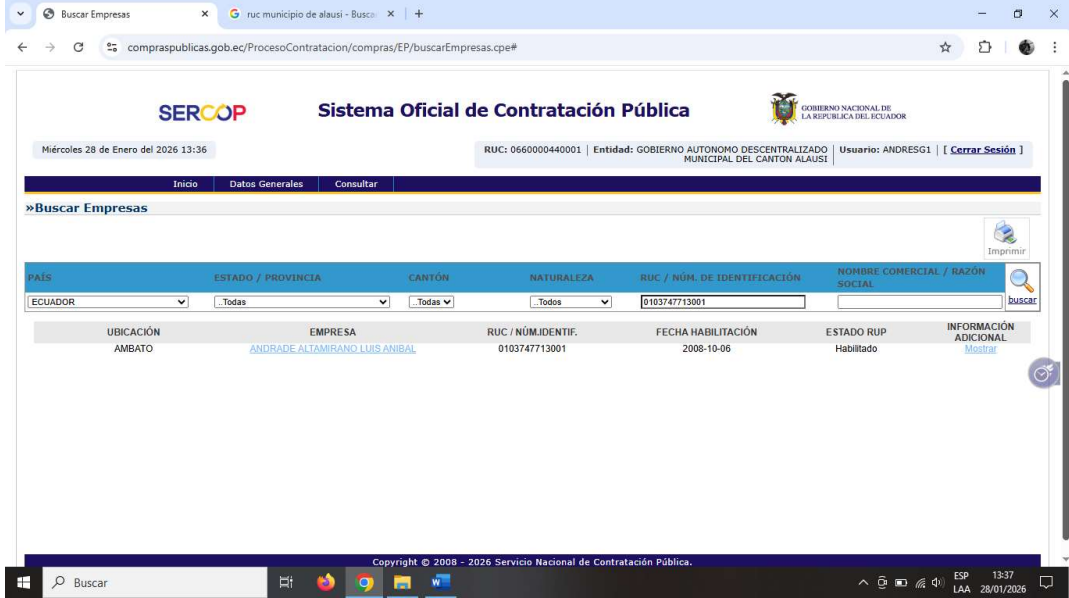 Buscar Empresas
ruc municipio de alausi - Busca
compraspublicas.gob.ec/ProcesoContratacion/compras/EP/buscarEmpresas.cpe#
SERCOP
Sistema Oficial de Contratación Pública
GOBIERNO NACIONAL DE
LA REPUBLICA DEL ECUADOR
Miércoles 28 de Enero del 2026 13:36
RUC: 0660000440001 | Entidad: GOBIERNO AUTONOMO DESCENTRALIZADO | Usuario: ANDRESG1 | [ Cerrar Sesión ]
MUNICIPAL DEL CANTON ALAUSI
Inicio Datos Generales Consultar
»Buscar Empresas
Imprimir
PAÍS ESTADO / PROVINCIA CANTÓN NATURALEZA RUC / NÚM. DE IDENTIFICACIÓN NOMBRE COMERCIAL / RAZÓN SOCIAL
ECUADOR ..Todas ..Todas ..Todos 0103747713001 buscar
UBICACIÓN EMPRESA RUC / NÚM.IDENTIF. FECHA HABILITACIÓN ESTADO RUP INFORMACIÓN ADICIONAL
AMBATO ANDRADE ALTAMIRANO LUIS ANIBAL 0103747713001 2008-10-06 Habilitado Mostrar
Copyright © 2008 - 2026 Servicio Nacional de Contratación Pública.
Buscar
ESP 13:37
LAA 28/01/2026